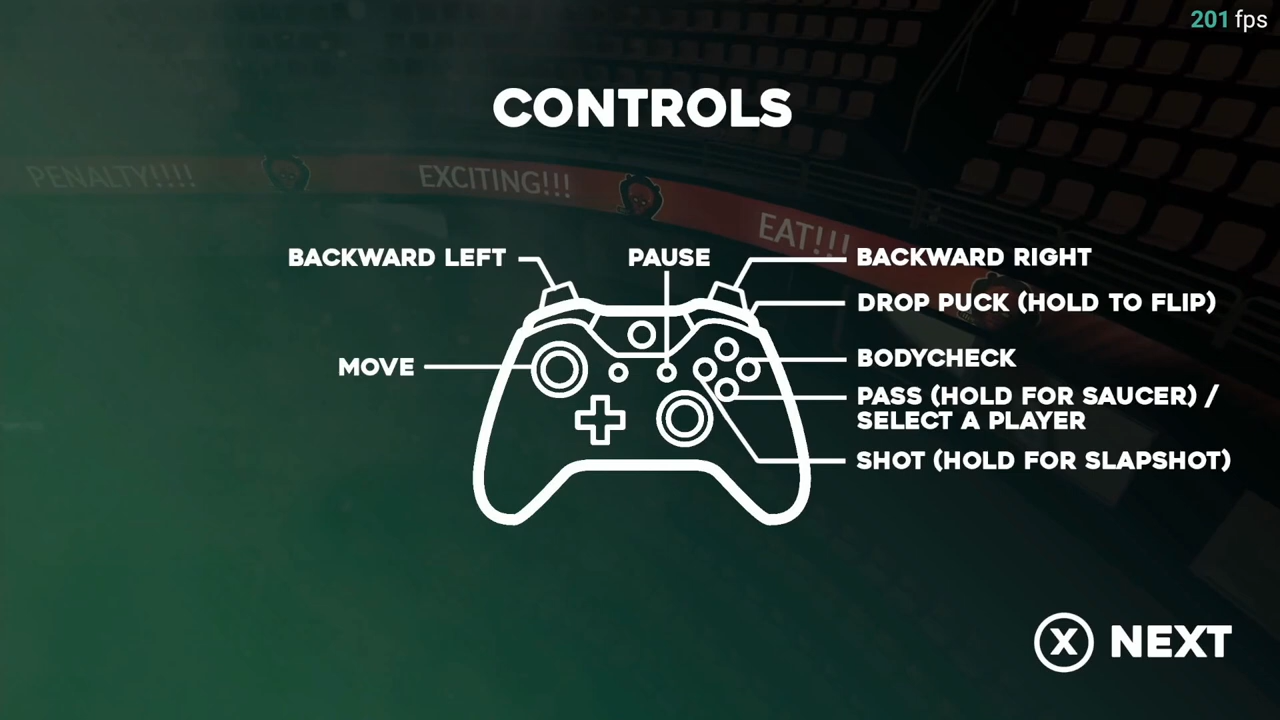 201 fps
CONTROLS
PENALTY!!!!
EXCITING!!!
EAT!!!
BACKWARD LEFT
PAUSE
BACKWARD RIGHT
DROP PUCK (HOLD TO FLIP)
MOVE
BODYCHECK
PASS (HOLD FOR SAUCER) /
SELECT A PLAYER
SHOT (HOLD FOR SLAPSHOT)
X NEXT